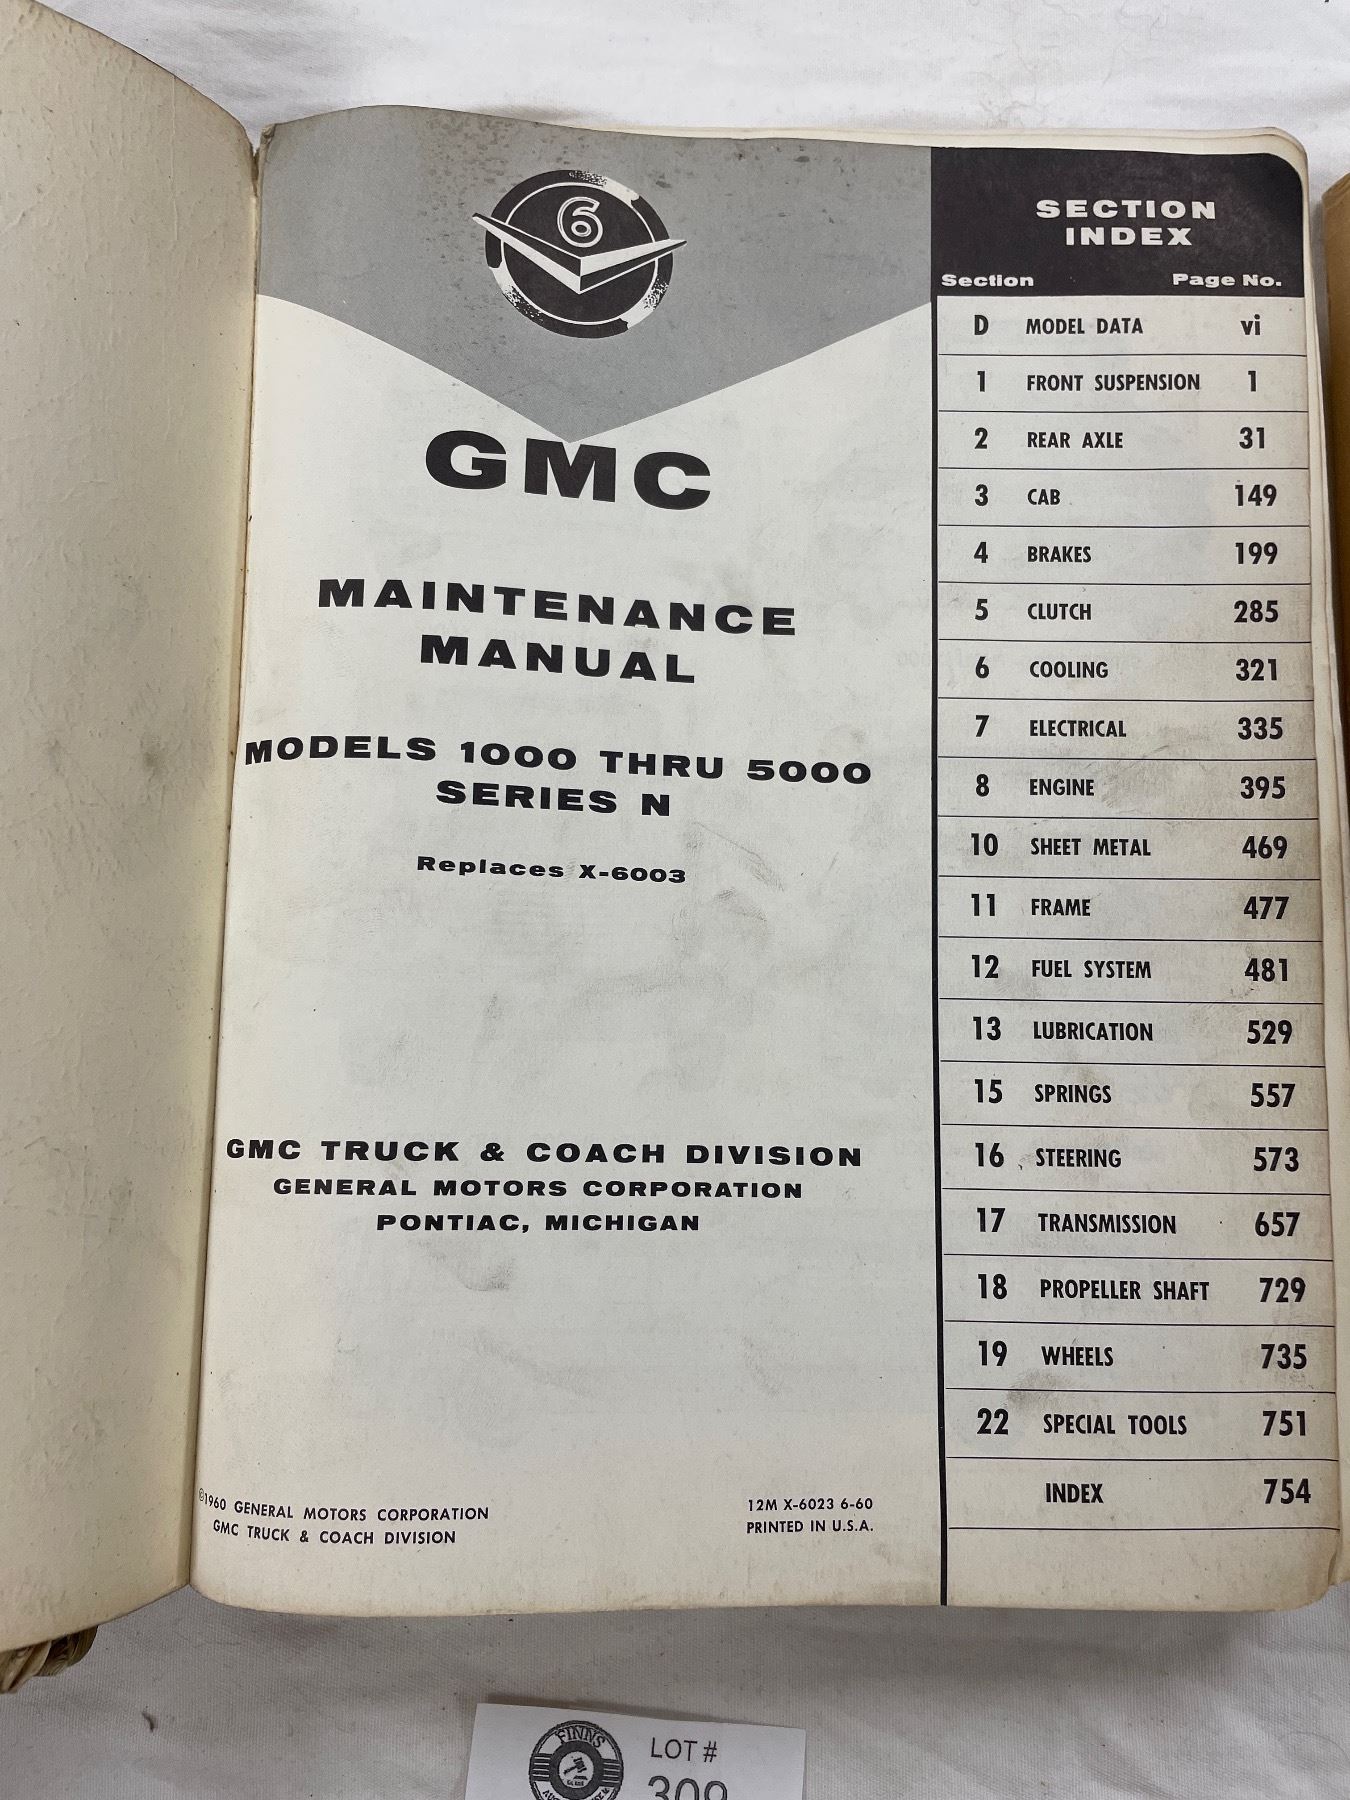 6
GMC
MAINTENANCE
MANUAL
MODELS 1000 THRU 5000
SERIES N
Replaces X-6003
GMC TRUCK & COACH DIVISION
GENERAL MOTORS CORPORATION
PONTIAC, MICHIGAN
©1960 GENERAL MOTORS CORPORATION
GMC TRUCK & COACH DIVISION
12M X-6023 6-60
PRINTED IN U.S.A.
SECTION
INDEX
Section Page No.
D MODEL DATA vi
1 FRONT SUSPENSION 1
2 REAR AXLE 31
3 CAB 149
4 BRAKES 199
5 CLUTCH 285
6 COOLING 321
7 ELECTRICAL 335
8 ENGINE 395
10 SHEET METAL 469
11 FRAME 477
12 FUEL SYSTEM 481
13 LUBRICATION 529
15 SPRINGS 557
16 STEERING 573
17 TRANSMISSION 657
18 PROPELLER SHAFT 729
19 WHEELS 735
22 SPECIAL TOOLS 751
INDEX 754
FINNS
LOT #
309